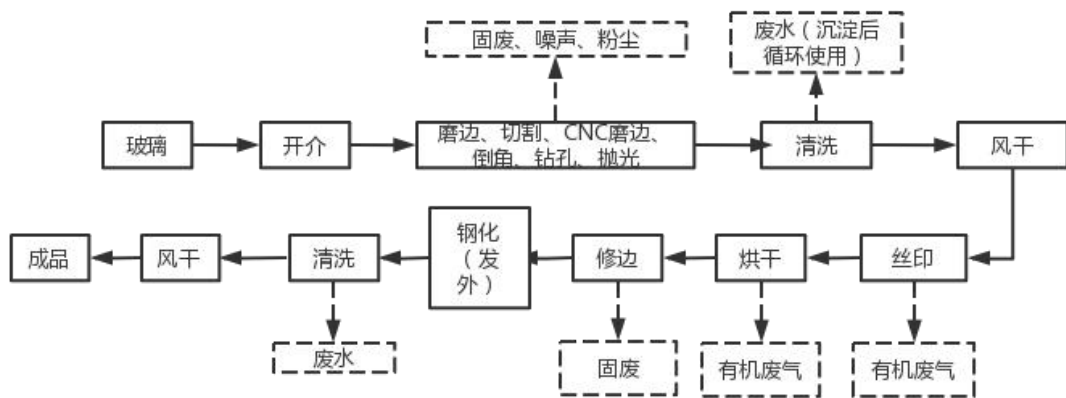 固废、噪声、粉尘
废水（沉淀后
循环使用）
玻璃
开介
磨边、切割、CNC磨边、
倒角、钻孔、抛光
清洗
风干
成品
风干
清洗
钢化
（发
外）
修边
烘干
丝印
废水
固废
有机废气
有机废气